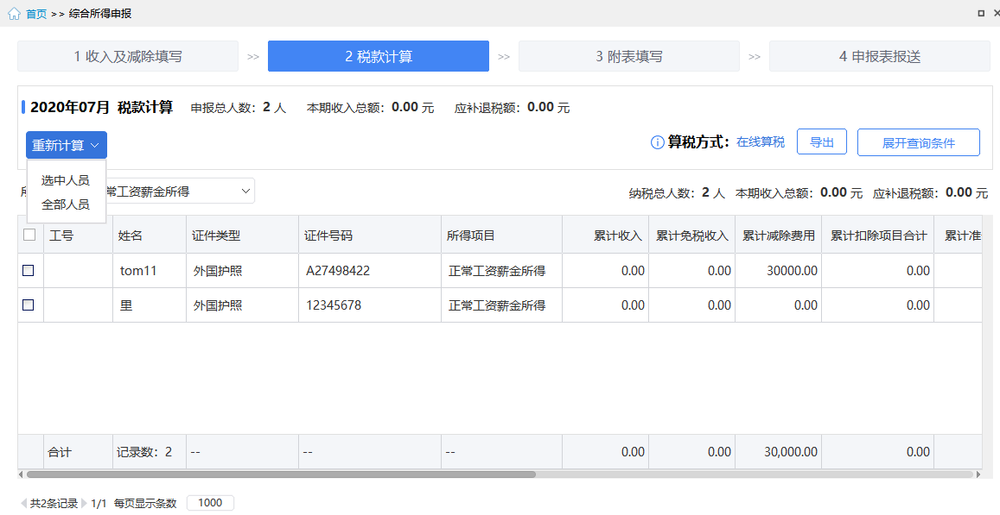 首页 >> 综合所得申报
1 收入及减除填写 >> 2 税款计算 >> 3 附表填写 >> 4 申报表报送
2020年07月 税款计算 申报总人数：2 人 本期收入总额：0.00 元 应补退税额：0.00 元
重新计算 算税方式：在线算税 导出 展开查询条件
选中人员
全部人员
常工资薪金所得 纳税总人数：2 人 本期收入总额：0.00 元 应补退税额：0.00 元
工号 姓名 证件类型 证件号码 所得项目 累计收入 累计免税收入 累计减除费用 累计扣除项目合计 累计准
tom11 外国护照 A27498422 正常工资薪金所得 0.00 0.00 30000.00 0.00
里 外国护照 12345678 正常工资薪金所得 0.00 0.00 0.00 0.00
合计 记录数：2 -- -- -- 0.00 0.00 30,000.00 0.00
共2条记录 1/1 每页显示条数 1000